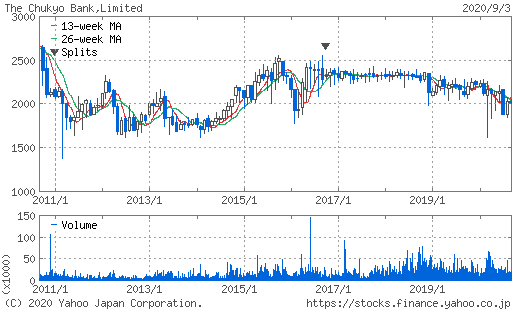 The Chukyo Bank,Limited 2020/9/3
3000
13-week MA
26-week MA
Splits
2500
2000
1500
1000
2011/1 2013/1 2015/1 2017/1 2019/1
150
Volume
100
50
0
(x1000)
2011/1 2013/1 2015/1 2017/1 2019/1
(C) 2020 Yahoo Japan Corporation. https://stocks.finance.yahoo.co.jp